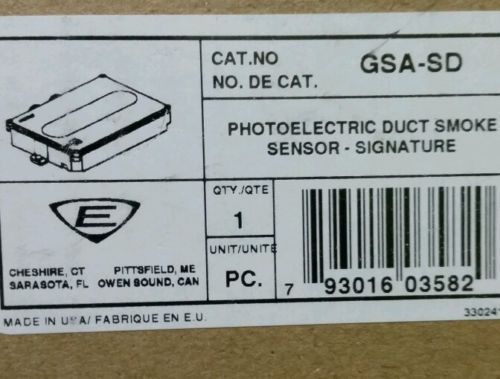 CAT.NO GSA-SD
NO. DE CAT.
PHOTOELECTRIC DUCT SMOKE
SENSOR - SIGNATURE
QTY./QTE
1
UNIT/UNITE
PC.
E
CHESHIRE, CT PITTSFIELD, ME
SARASOTA, FL OWEN SOUND, CAN
7 93016 03582
MADE IN USA/ FABRIQUE EN E.U.
330241